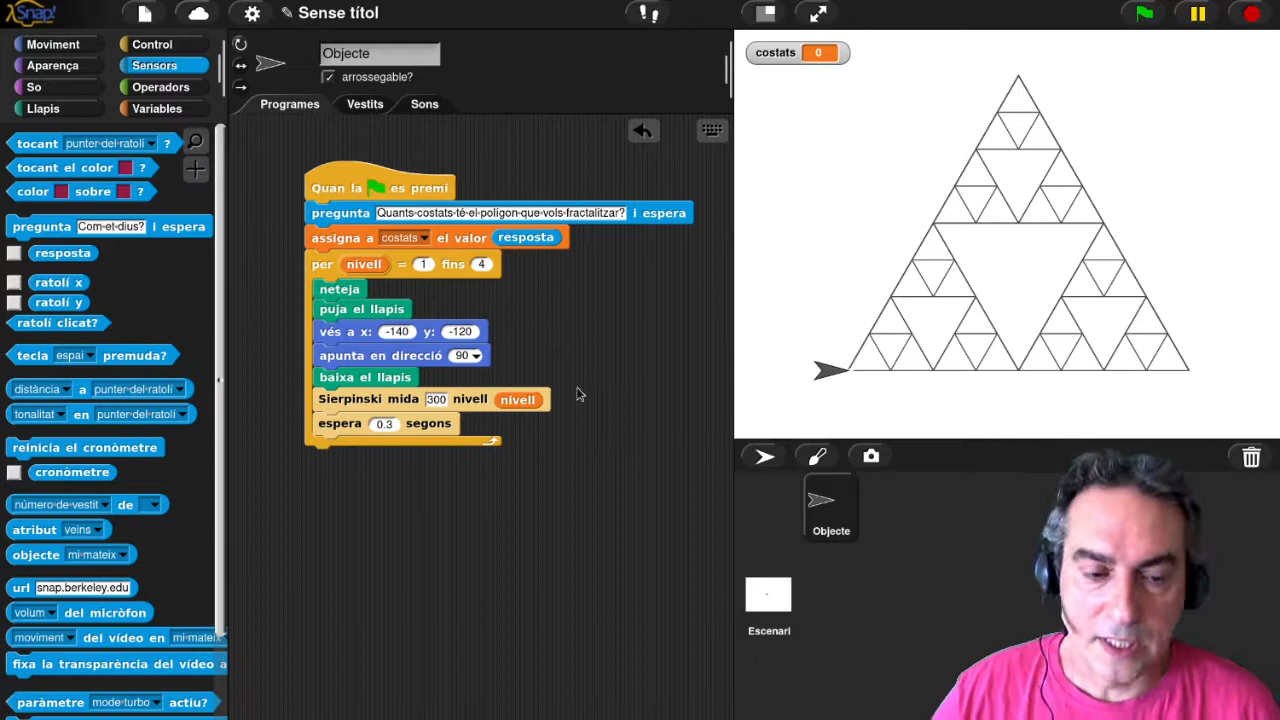 Snap!
Sense títol
Moviment
Control
Aparença
Sensors
So
Operadors
Llapis
Variables
Objecte
arrossegable?
Programes
Vestits
Sons
tocant punter·del·ratolí ?
tocant el color ?
color sobre ?
pregunta Com·et·dius? i espera
resposta
ratolí x
ratolí y
ratolí clicat?
tecla espai premuda?
distància a punter·del·ratolí
tonalitat en punter·del·ratolí
reinicia el cronòmetre
cronòmetre
número·de·vestit de
atribut veïns
objecte mi·mateix
url snap.berkeley.edu
volum del micròfon
moviment del vídeo en mi·mateix
fixa la transparència del vídeo a
paràmetre mode·turbo actiu?
Quan la es premi
pregunta Quants·costats·té·el·polígon·que·vols·fractalitzar? i espera
assigna a costats el valor resposta
per nivell = 1 fins 4
neteja
puja el llapis
vés a x: -140 y: -120
apunta en direcció 90
baixa el llapis
Sierpinski mida 300 nivell nivell
espera 0.3 segons
costats 0
Objecte
Escenari